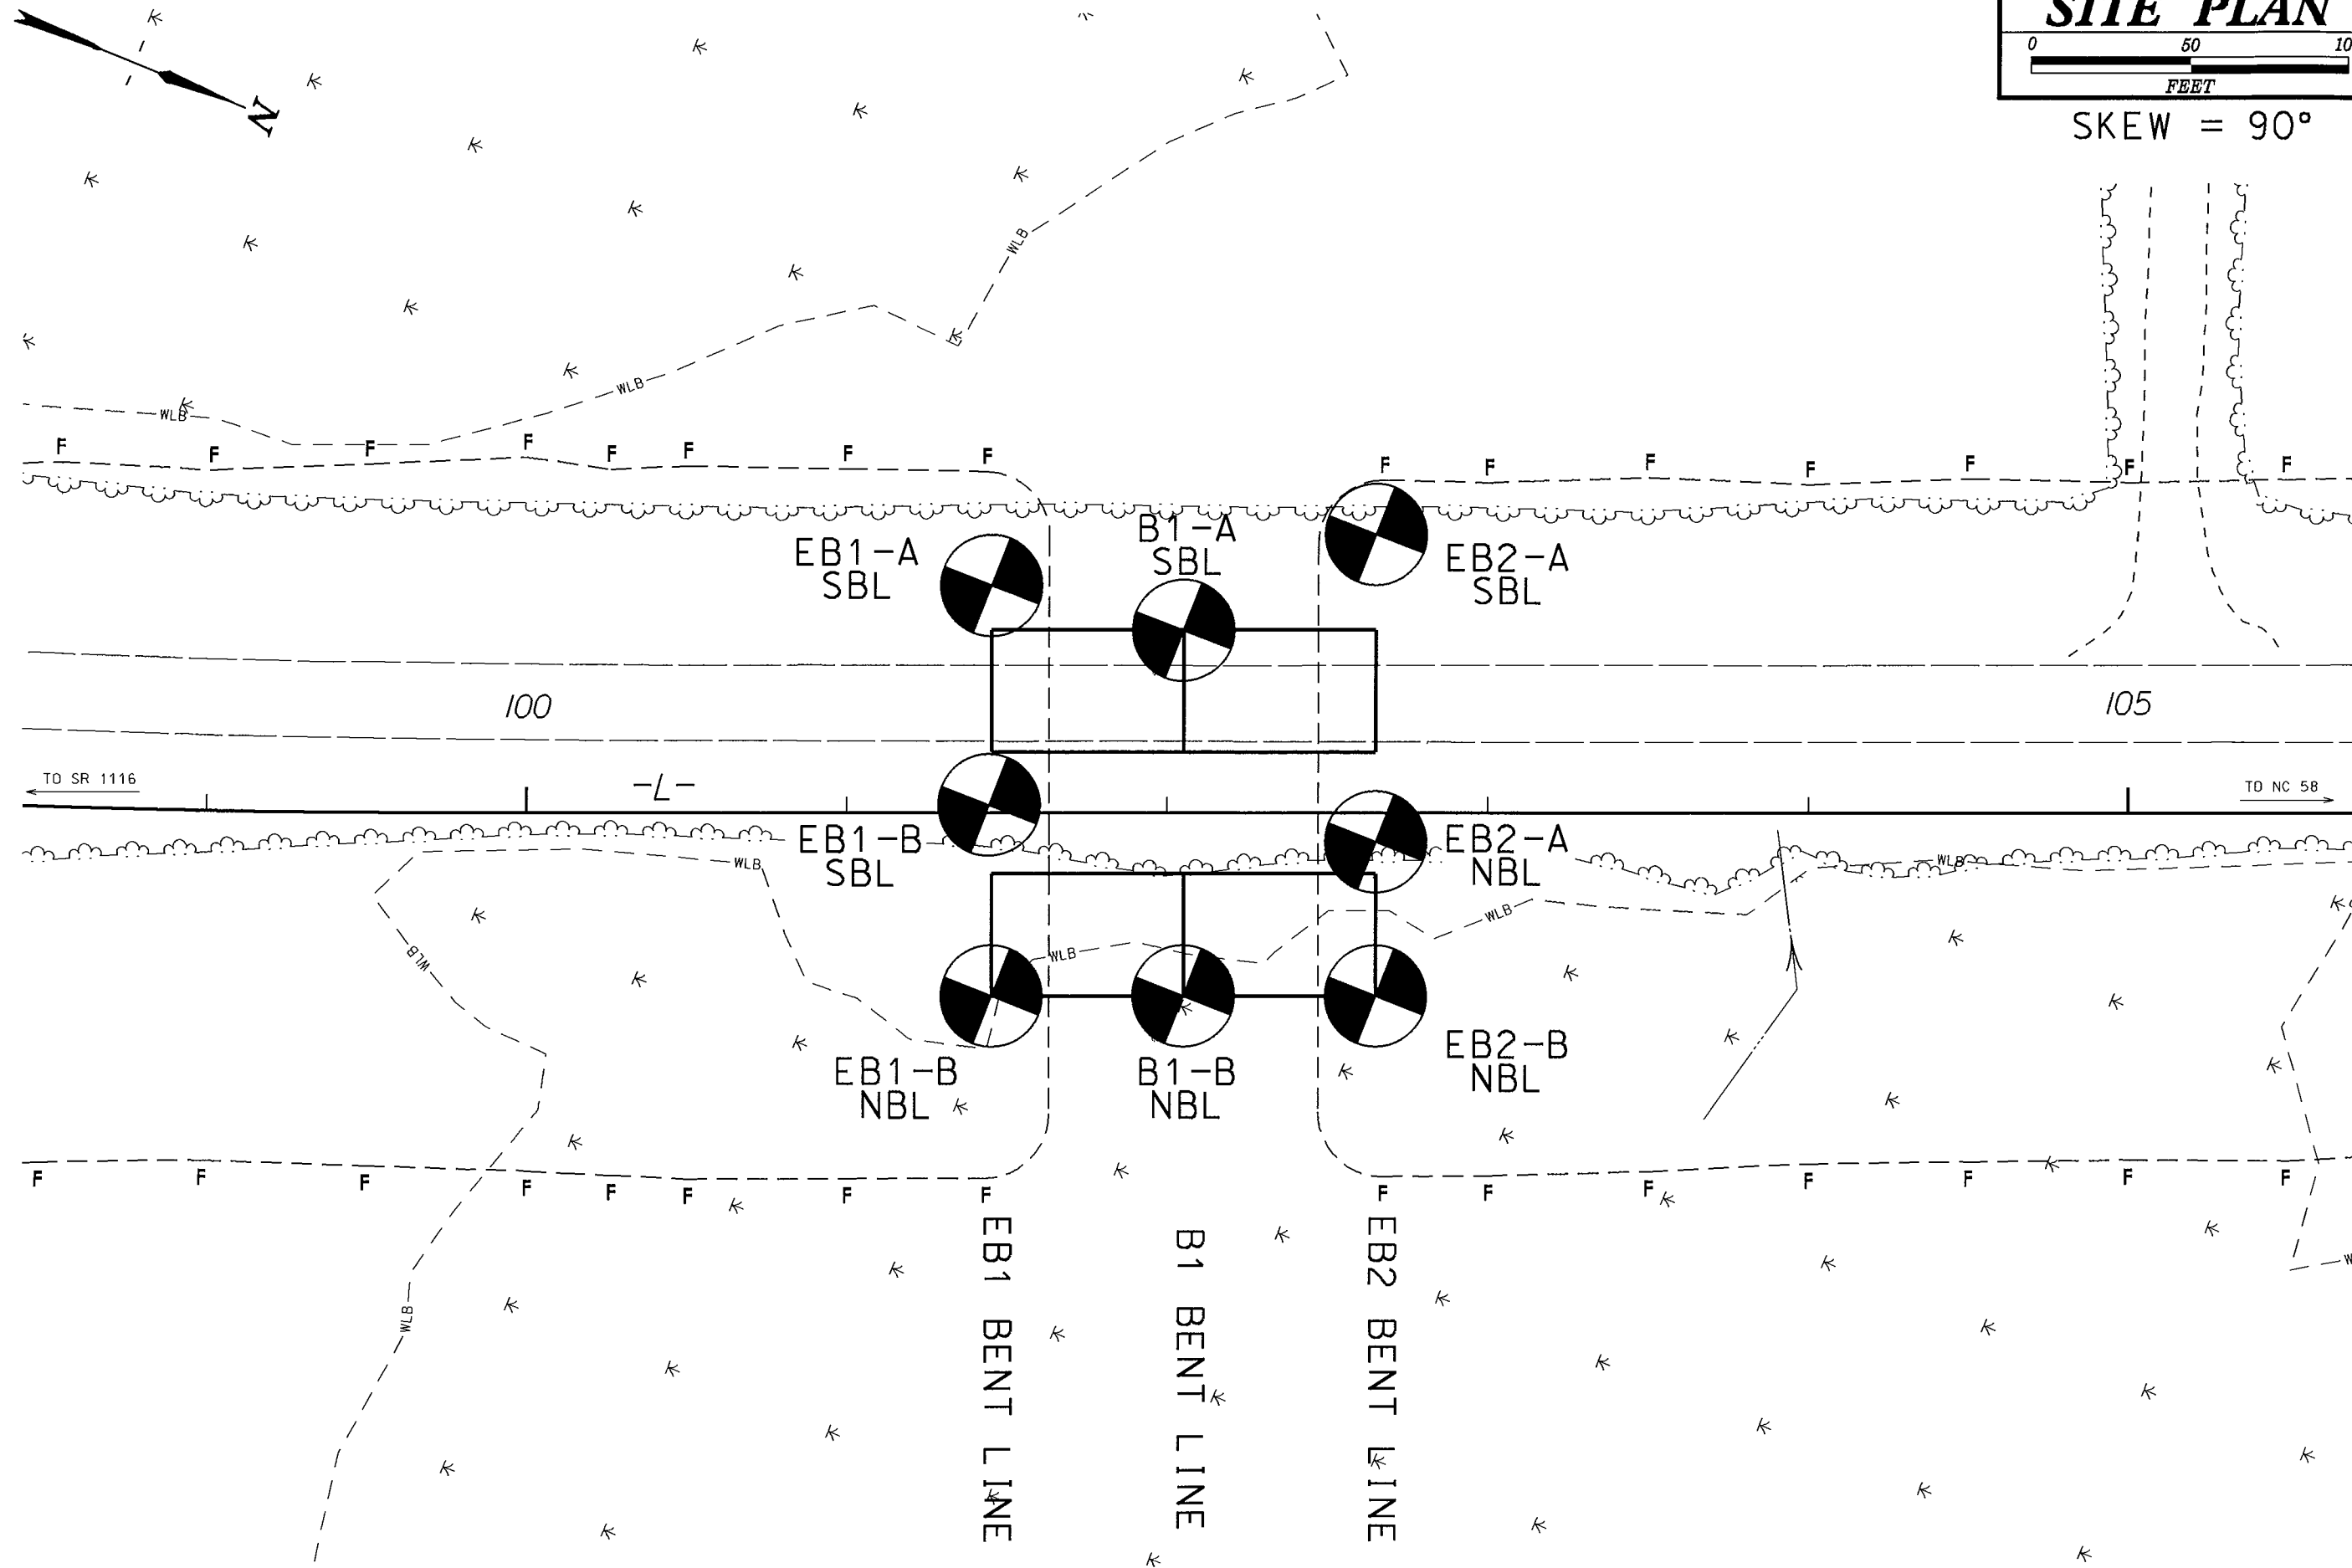 SITE PLAN
0 50 10
FEET
SKEW = 90°
N
WLB
WLB
WLB
F F F F F F F F
F F F F F F F
EB1-A
SBL
B1-A
SBL
EB2-A
SBL
100
105
TO SR 1116
-L-
TO NC 58
EB1-B
SBL
EB2-A
NBL
WLB
WLB
WLB
WLB
WLB
EB1-B
NBL
B1-B
NBL
EB2-B
NBL
F F F F F F F F
F F F F F F F
WLB
W
EB1 BENT LINE
B1 BENT LINE
EB2 BENT LINE